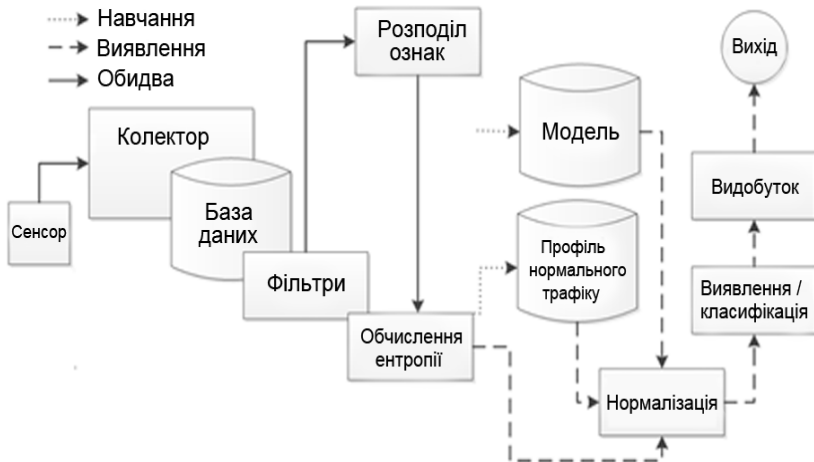 Навчання
Виявлення
Обидва
Розподіл
ознак
Вихід
Колектор
Модель
База
даних
Сенсор
Видобуток
Фільтри
Профіль
нормального
трафіку
Виявлення /
класифікація
Обчислення
ентропії
Нормалізація